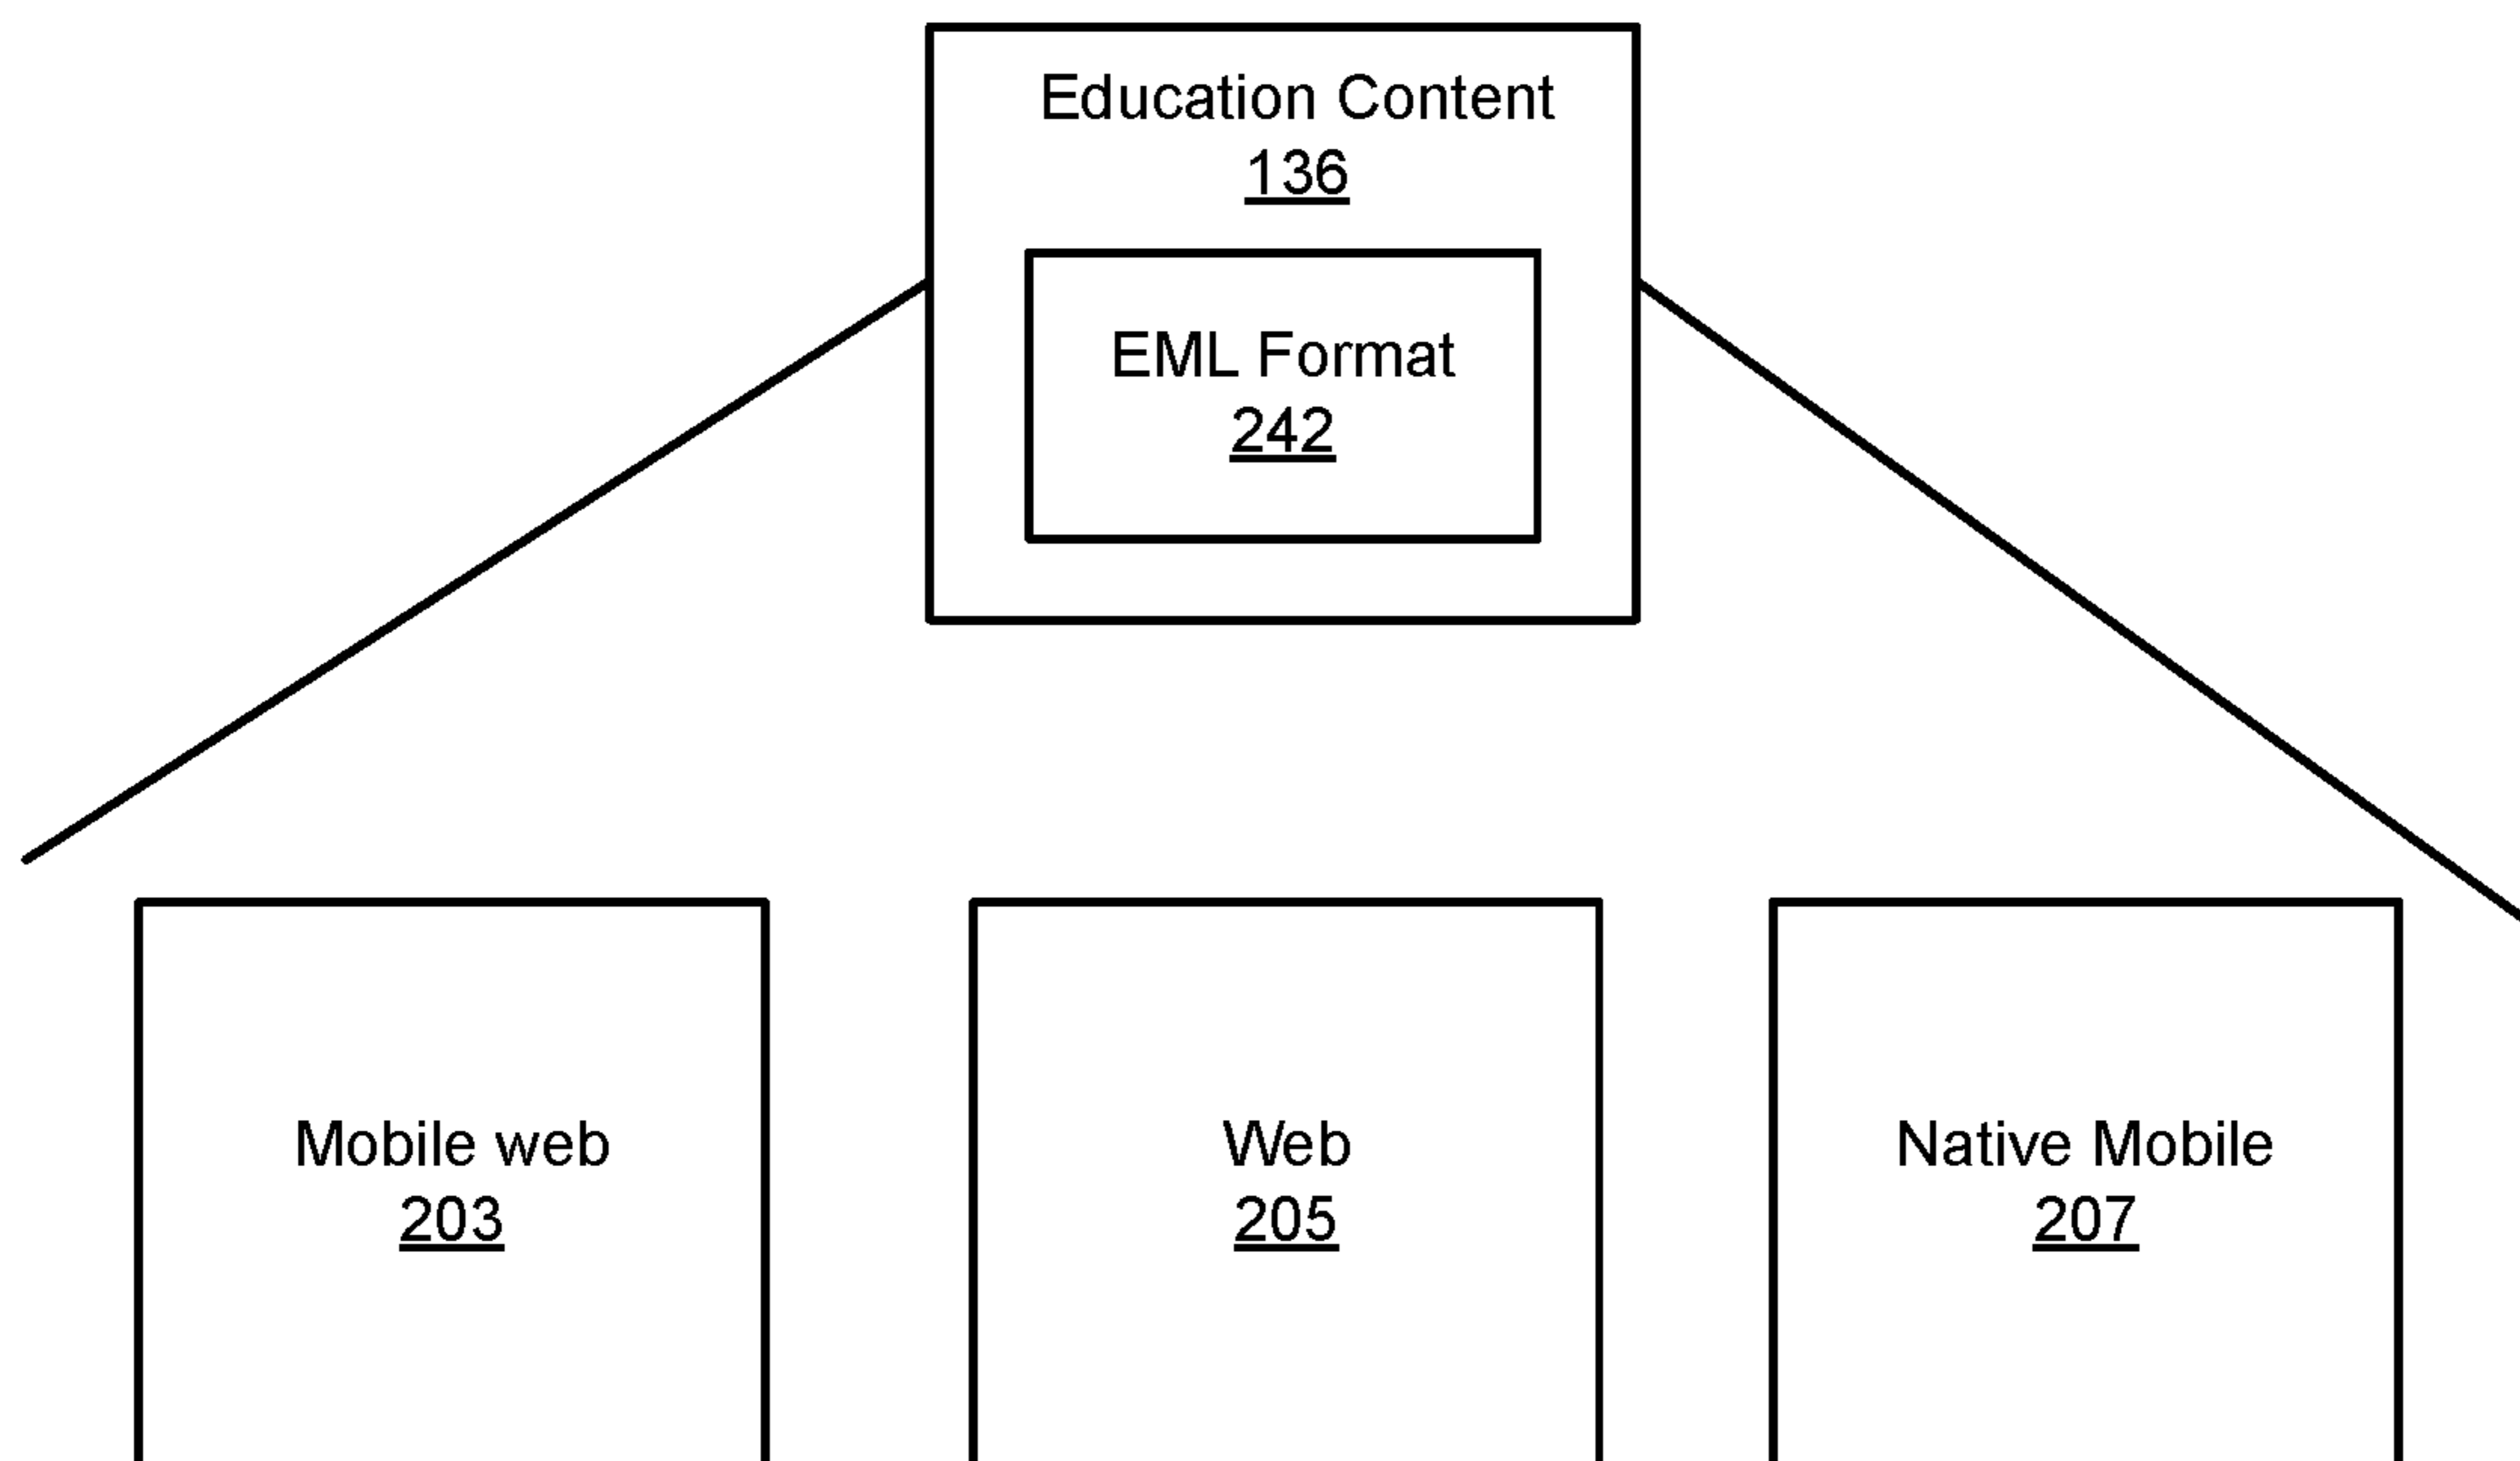 Education Content
136
EML Format
242
Mobile web
203
Web
205
Native Mobile
207